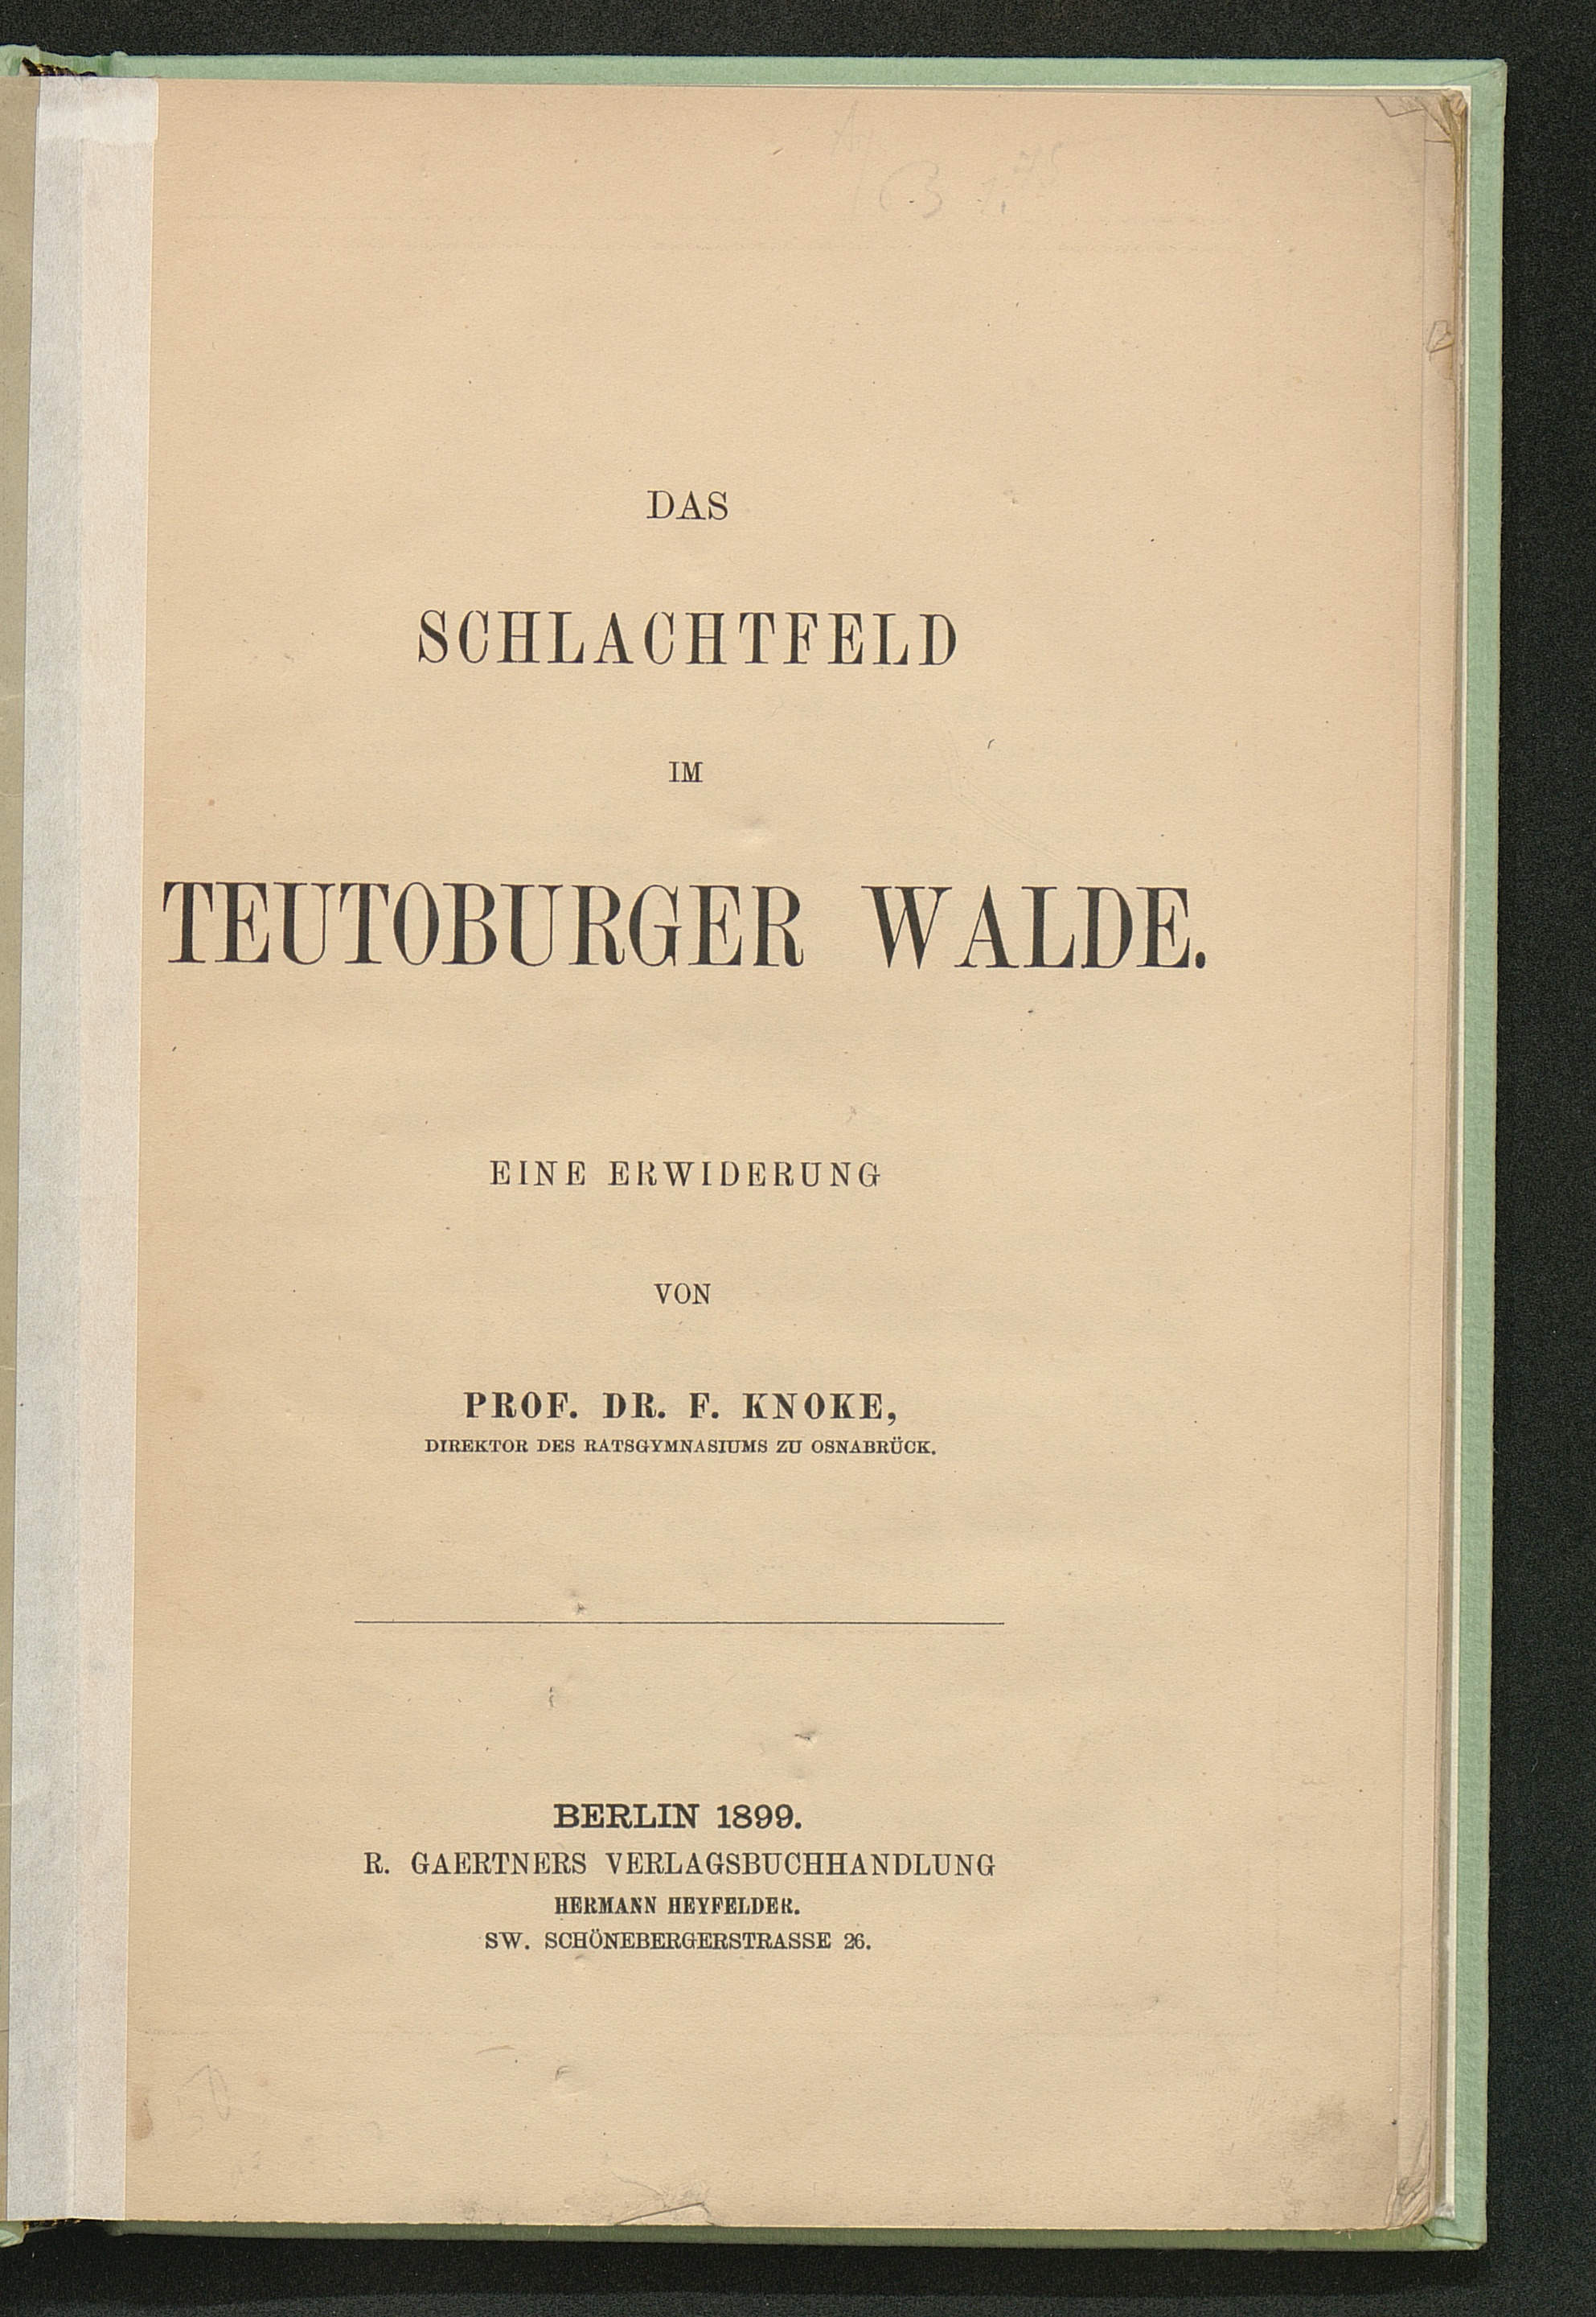 DAS
SCHLACHTFELD
IM
TEUTOBURGER WALDE.
EINE ERWIDERUNG
VON
PROF. DR. F. KNOKE,
DIREKTOR DES RATSGYMNASIUMS ZU OSNABRÜCK.
BERLIN 1899.
R. GAERTNERS VERLAGSBUCHHANDLUNG
HERMANN HEYFELDER.
SW. SCHÖNEBERGERSTRASSE 26.
50